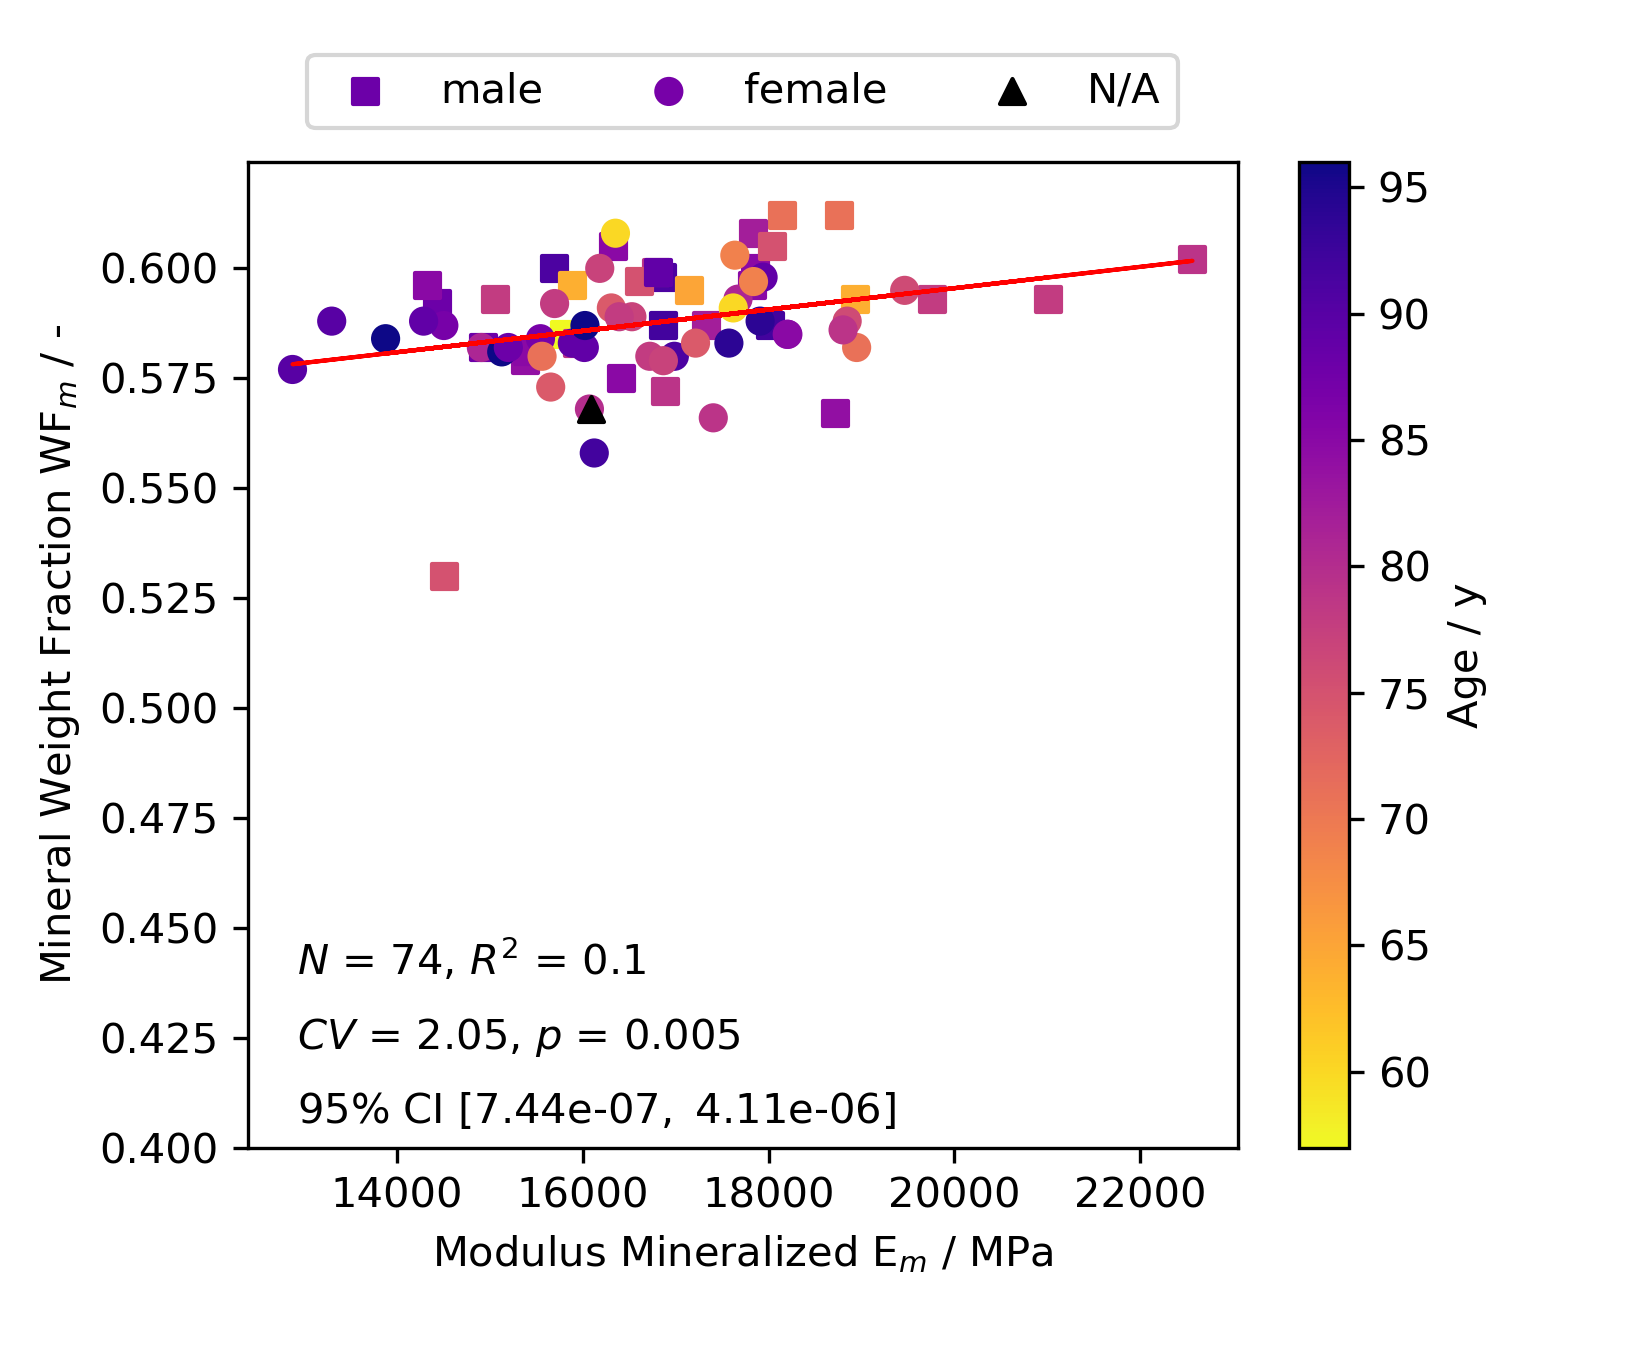 male female N/A
Mineral Weight Fraction WFm / -
0.600
0.575
0.550
0.525
0.500
0.475
0.450
0.425
0.400
N = 74, R² = 0.1
CV = 2.05, p = 0.005
95% CI [7.44e-07, 4.11e-06]
14000 16000 18000 20000 22000
Modulus Mineralized Em / MPa
95
90
85
80
75
70
65
60
Age / y